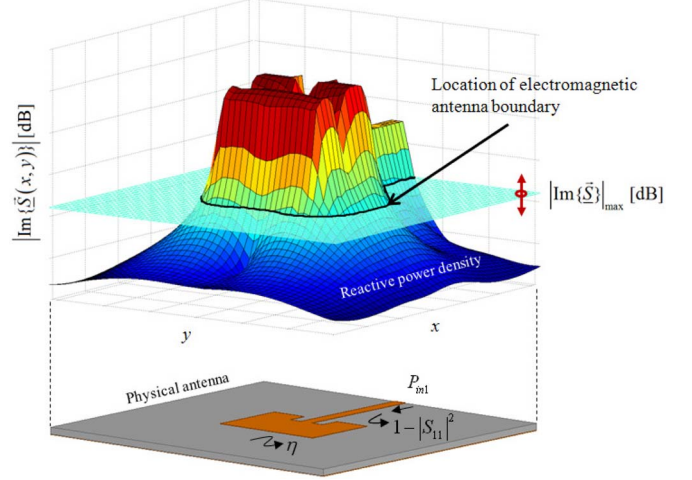 Location of electromagnetic
antenna boundary
|Im{S⃗(x, y)}| [dB]
|Im{S⃗}|max [dB]
Reactive power density
y
x
Physical antenna
Pin1
1−|S11|²
η